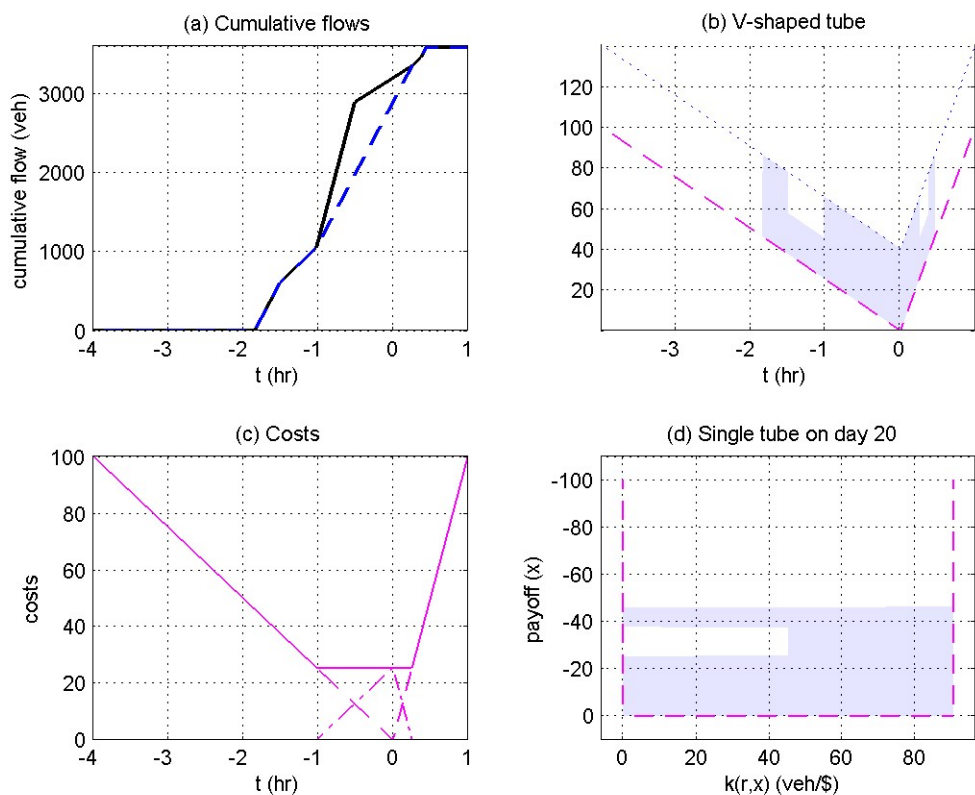 (a) Cumulative flows
cumulative flow (veh)
3000
2000
1000
0
-4 -3 -2 -1 0 1
t (hr)
(b) V-shaped tube
120
100
80
60
40
20
-3 -2 -1 0
t (hr)
(c) Costs
costs
100
80
60
40
20
0
-4 -3 -2 -1 0 1
t (hr)
(d) Single tube on day 20
payoff (x)
-100
-80
-60
-40
-20
0
0 20 40 60 80
k(r,x) (veh/$)